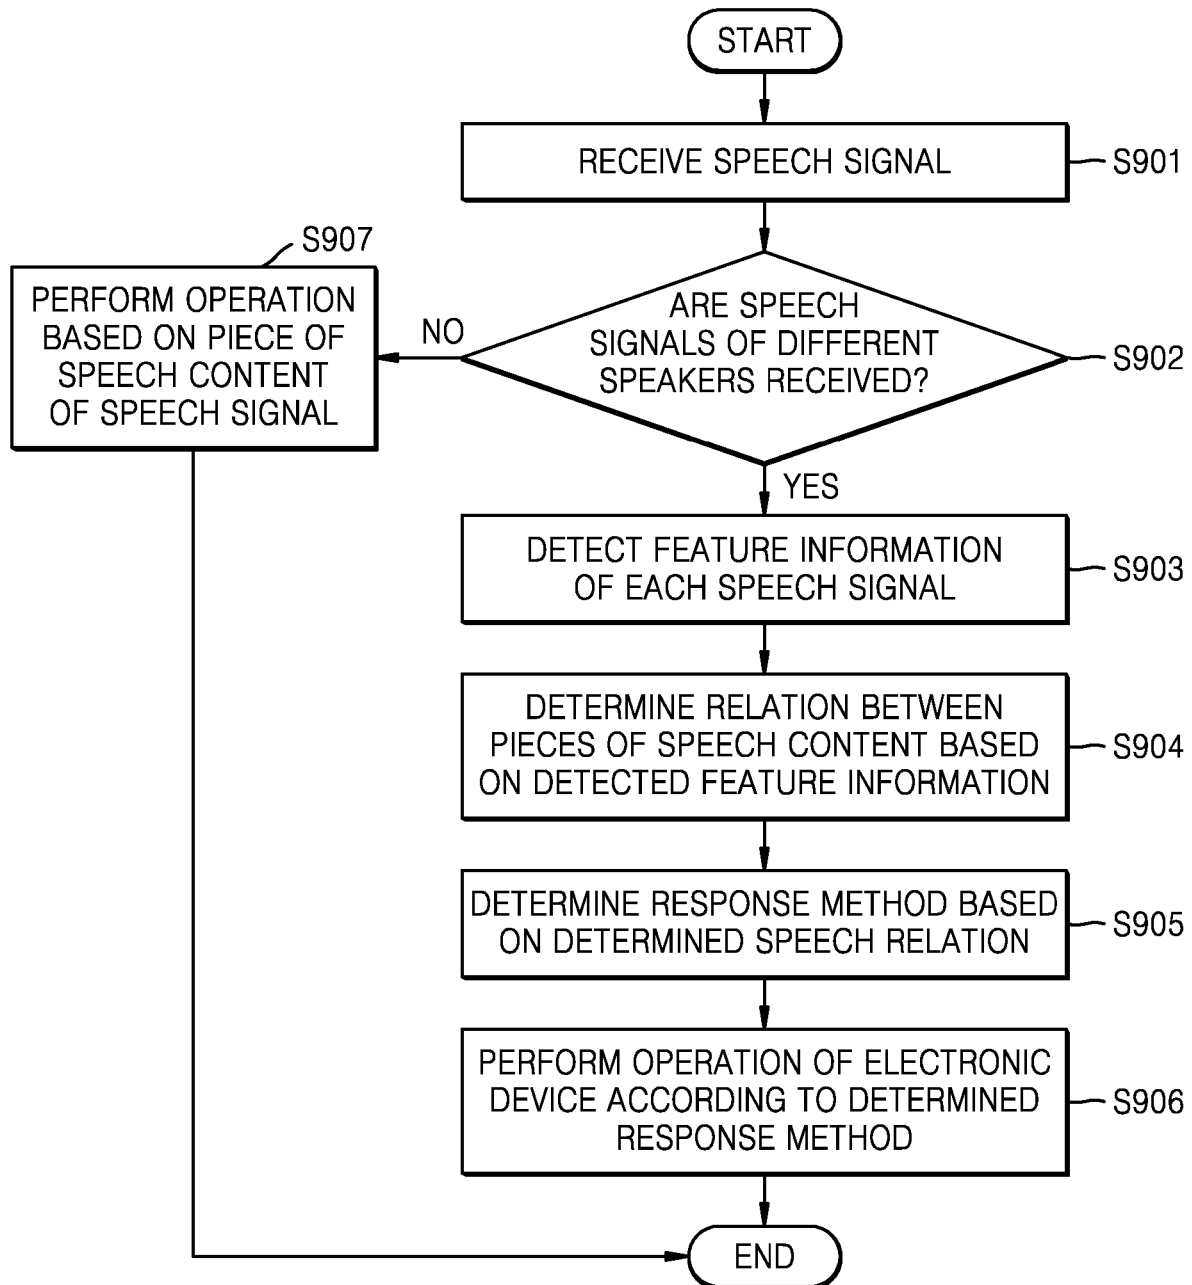 START
RECEIVE SPEECH SIGNAL
S901
ARE SPEECH
SIGNALS OF DIFFERENT
SPEAKERS RECEIVED?
S902
NO
S907
PERFORM OPERATION
BASED ON PIECE OF
SPEECH CONTENT
OF SPEECH SIGNAL
YES
DETECT FEATURE INFORMATION
OF EACH SPEECH SIGNAL
S903
DETERMINE RELATION BETWEEN
PIECES OF SPEECH CONTENT BASED
ON DETECTED FEATURE INFORMATION
S904
DETERMINE RESPONSE METHOD BASED
ON DETERMINED SPEECH RELATION
S905
PERFORM OPERATION OF ELECTRONIC
DEVICE ACCORDING TO DETERMINED
RESPONSE METHOD
S906
END